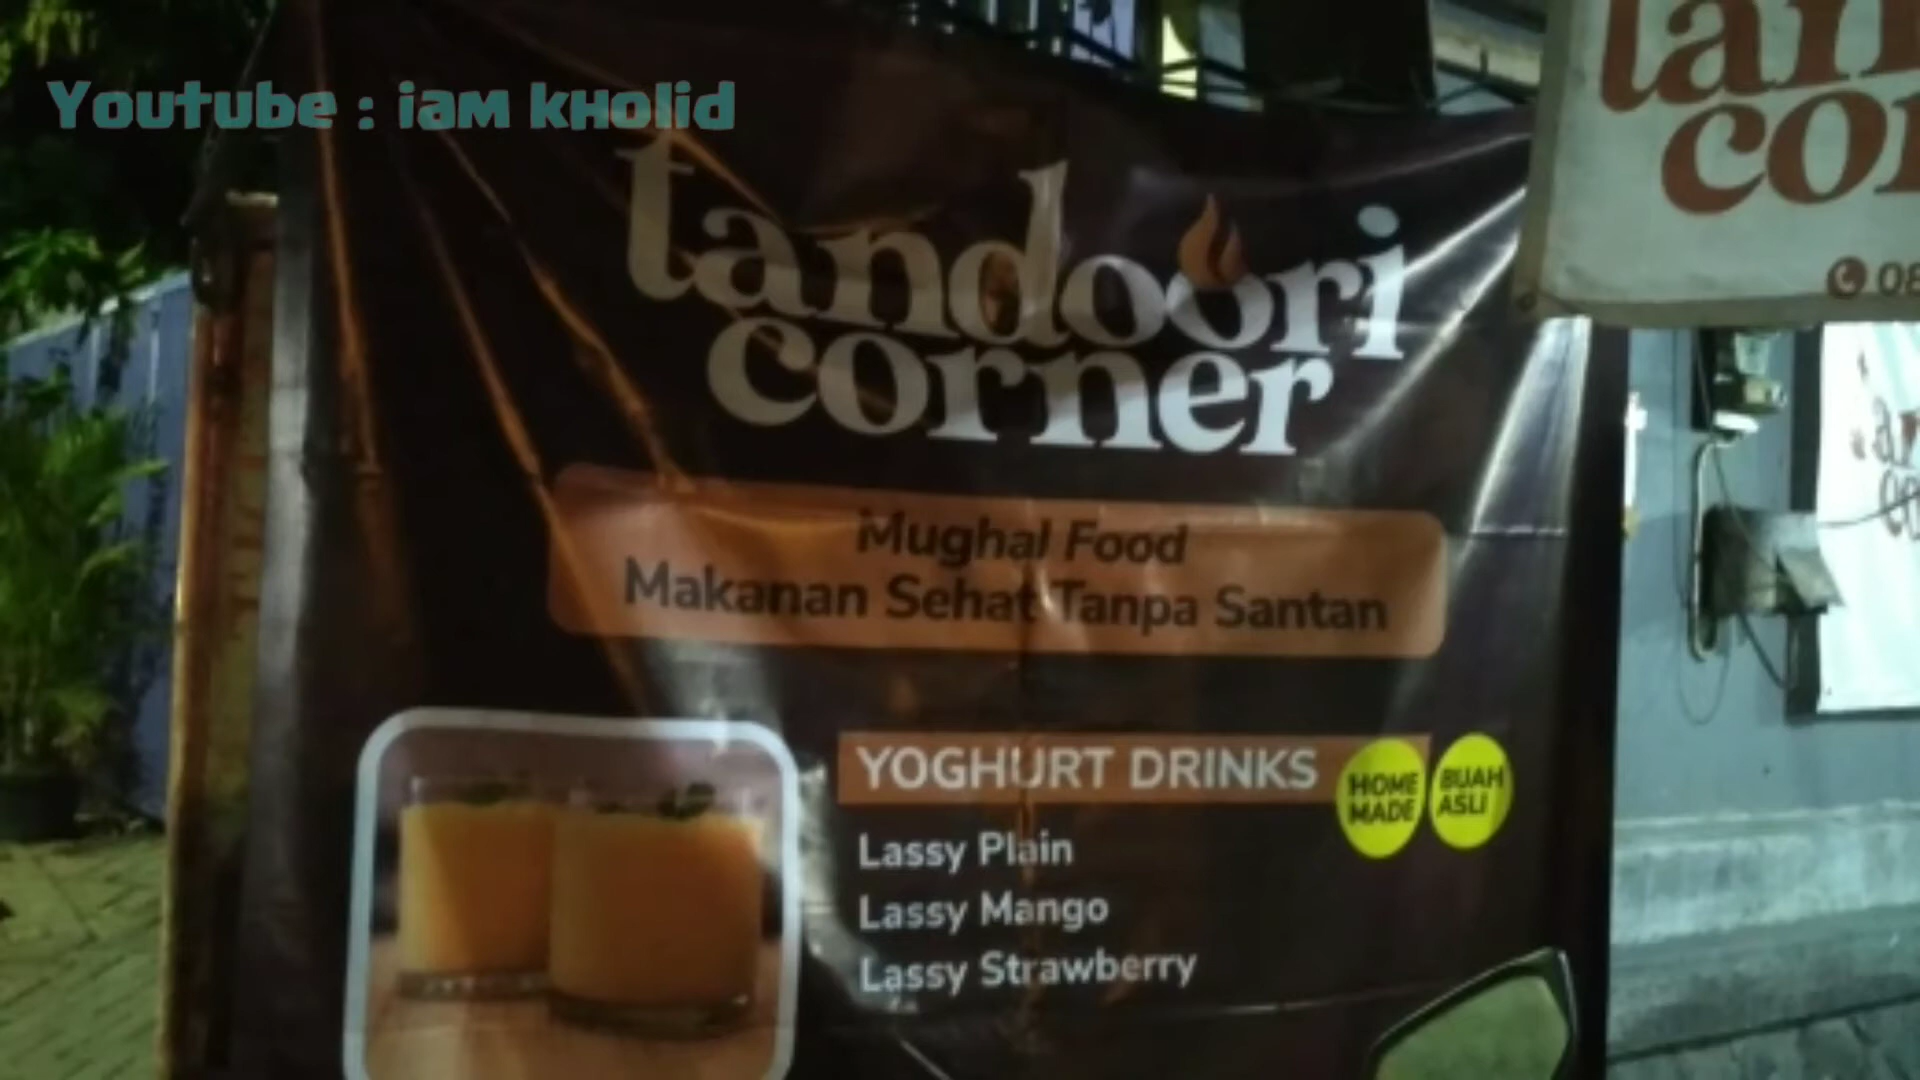 Youtube : iam kholid
tandoori
corner
Mughal Food
Makanan Sehat Tanpa Santan
YOGHURT DRINKS
HOME
MADE
BUAH
ASLI
Lassy Plain
Lassy Mango
Lassy Strawberry
08